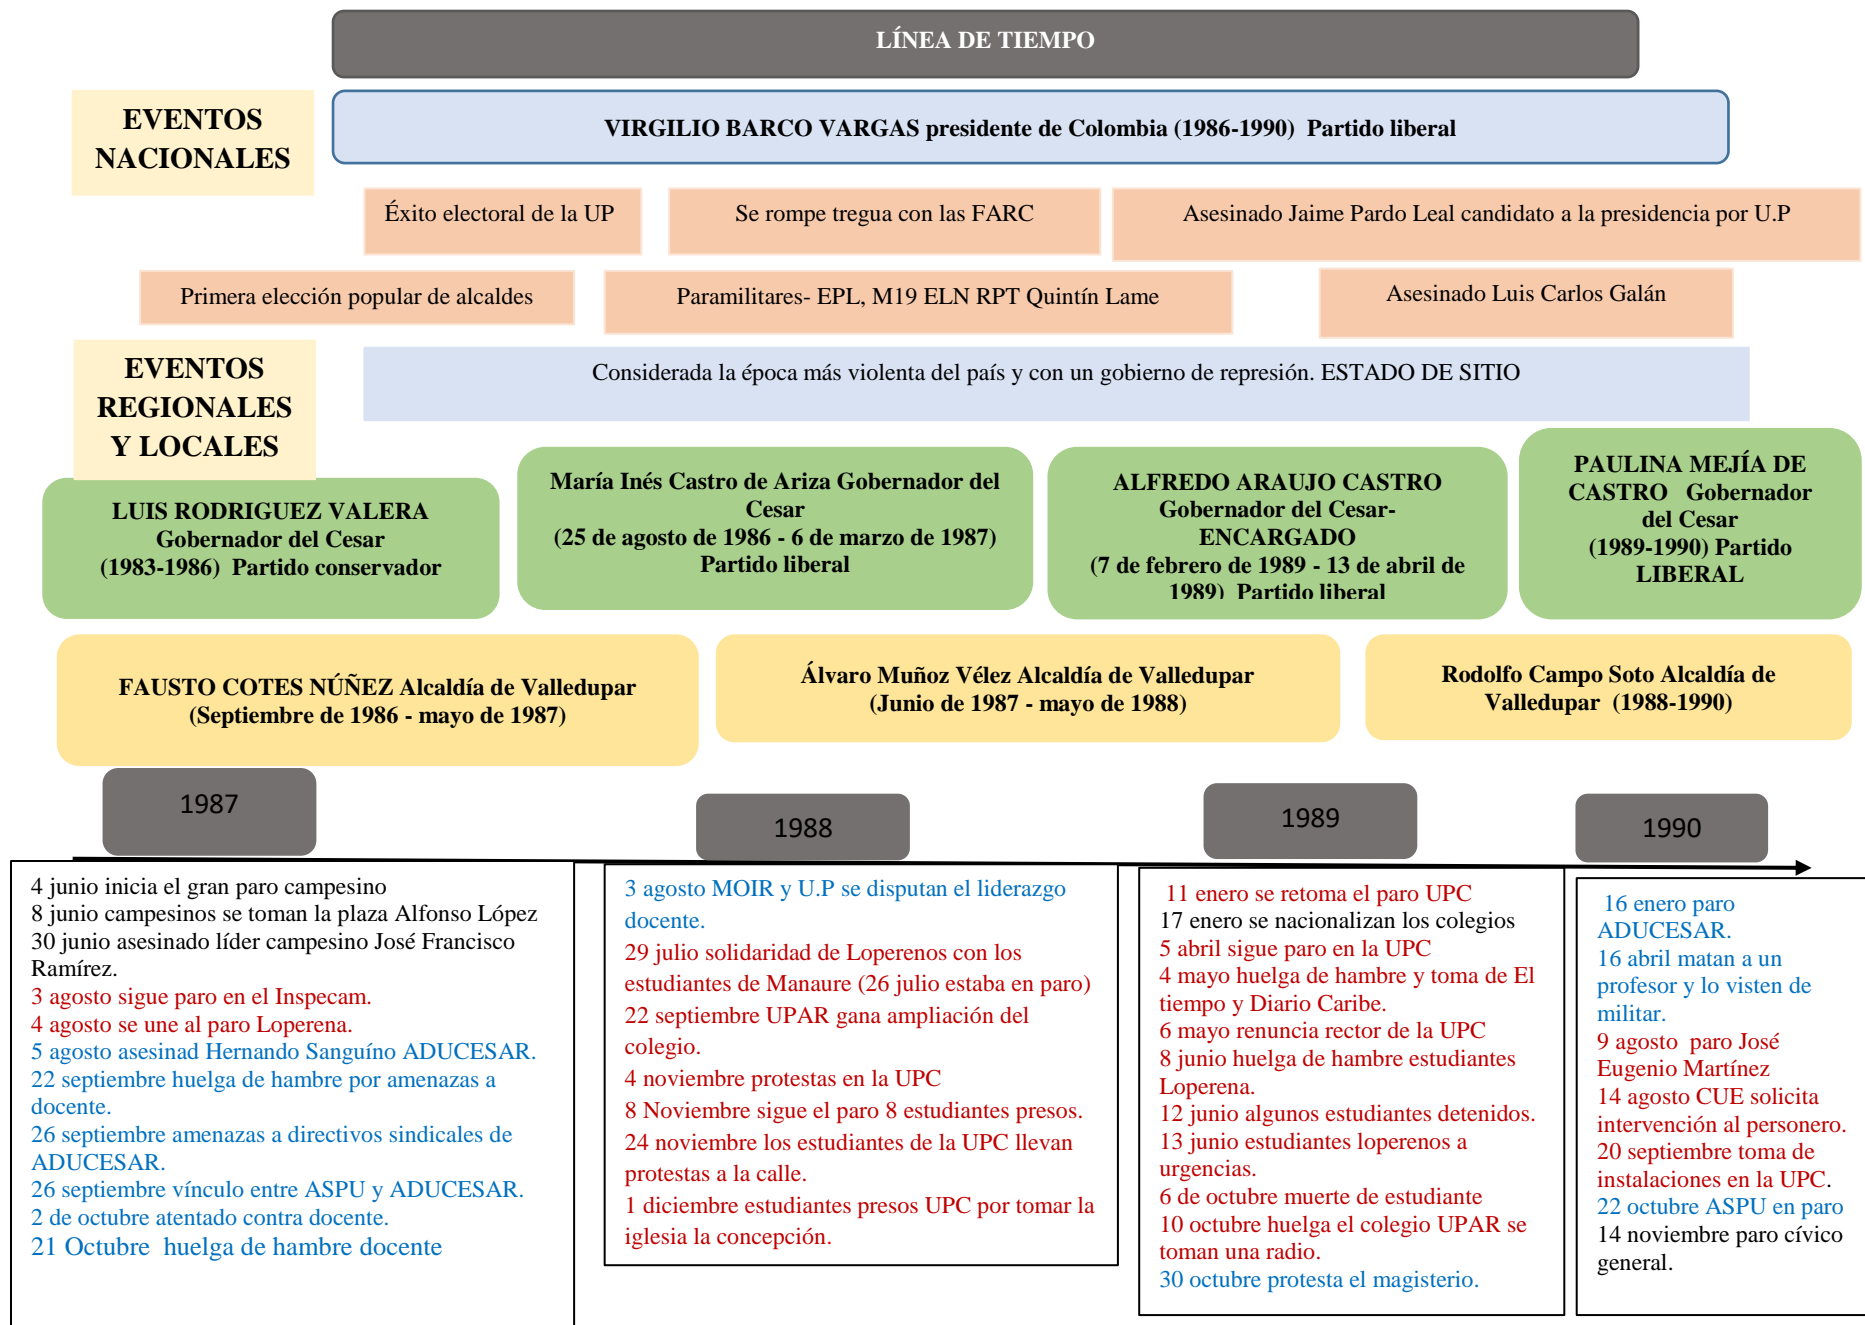 LÍNEA DE TIEMPO
EVENTOS
NACIONALES
VIRGILIO BARCO VARGAS presidente de Colombia (1986-1990)  Partido liberal
Éxito electoral de la UP
Se rompe tregua con las FARC
Asesinado Jaime Pardo Leal candidato a la presidencia por U.P
Primera elección popular de alcaldes
Paramilitares- EPL, M19 ELN RPT Quintín Lame
Asesinado Luis Carlos Galán
EVENTOS
REGIONALES
Y LOCALES
Considerada la época más violenta del país y con un gobierno de represión. ESTADO DE SITIO
LUIS RODRIGUEZ VALERA
Gobernador del Cesar
(1983-1986)  Partido conservador
María Inés Castro de Ariza Gobernador del
Cesar
(25 de agosto de 1986 - 6 de marzo de 1987)
Partido liberal
ALFREDO ARAUJO CASTRO
Gobernador del Cesar-
ENCARGADO
(7 de febrero de 1989 - 13 de abril de
1989)  Partido liberal
PAULINA MEJÍA DE
CASTRO   Gobernador
del Cesar
(1989-1990) Partido
LIBERAL
FAUSTO COTES NÚÑEZ Alcaldía de Valledupar
(Septiembre de 1986 - mayo de 1987)
Álvaro Muñoz Vélez Alcaldía de Valledupar
(Junio de 1987 - mayo de 1988)
Rodolfo Campo Soto Alcaldía de
Valledupar  (1988-1990)
1987
4 junio inicia el gran paro campesino
8 junio campesinos se toman la plaza Alfonso López
30 junio asesinado líder campesino José Francisco
Ramírez.
3 agosto sigue paro en el Inspecam.
4 agosto se une al paro Loperena.
5 agosto asesinad Hernando Sanguíno ADUCESAR.
22 septiembre huelga de hambre por amenazas a
docente.
26 septiembre amenazas a directivos sindicales de
ADUCESAR.
26 septiembre vínculo entre ASPU y ADUCESAR.
2 de octubre atentado contra docente.
21 Octubre  huelga de hambre docente
1988
3 agosto MOIR y U.P se disputan el liderazgo
docente.
29 julio solidaridad de Loperenos con los
estudiantes de Manaure (26 julio estaba en paro)
22 septiembre UPAR gana ampliación del
colegio.
4 noviembre protestas en la UPC
8 Noviembre sigue el paro 8 estudiantes presos.
24 noviembre los estudiantes de la UPC llevan
protestas a la calle.
1 diciembre estudiantes presos UPC por tomar la
iglesia la concepción.
1989
11 enero se retoma el paro UPC
17 enero se nacionalizan los colegios
5 abril sigue paro en la UPC
4 mayo huelga de hambre y toma de El
tiempo y Diario Caribe.
6 mayo renuncia rector de la UPC
8 junio huelga de hambre estudiantes
Loperena.
12 junio algunos estudiantes detenidos.
13 junio estudiantes loperenos a
urgencias.
6 de octubre muerte de estudiante
10 octubre huelga el colegio UPAR se
toman una radio.
30 octubre protesta el magisterio.
1990
16 enero paro
ADUCESAR.
16 abril matan a un
profesor y lo visten de
militar.
9 agosto  paro José
Eugenio Martínez
14 agosto CUE solicita
intervención al personero.
20 septiembre toma de
instalaciones en la UPC.
22 octubre ASPU en paro
14 noviembre paro cívico
general.